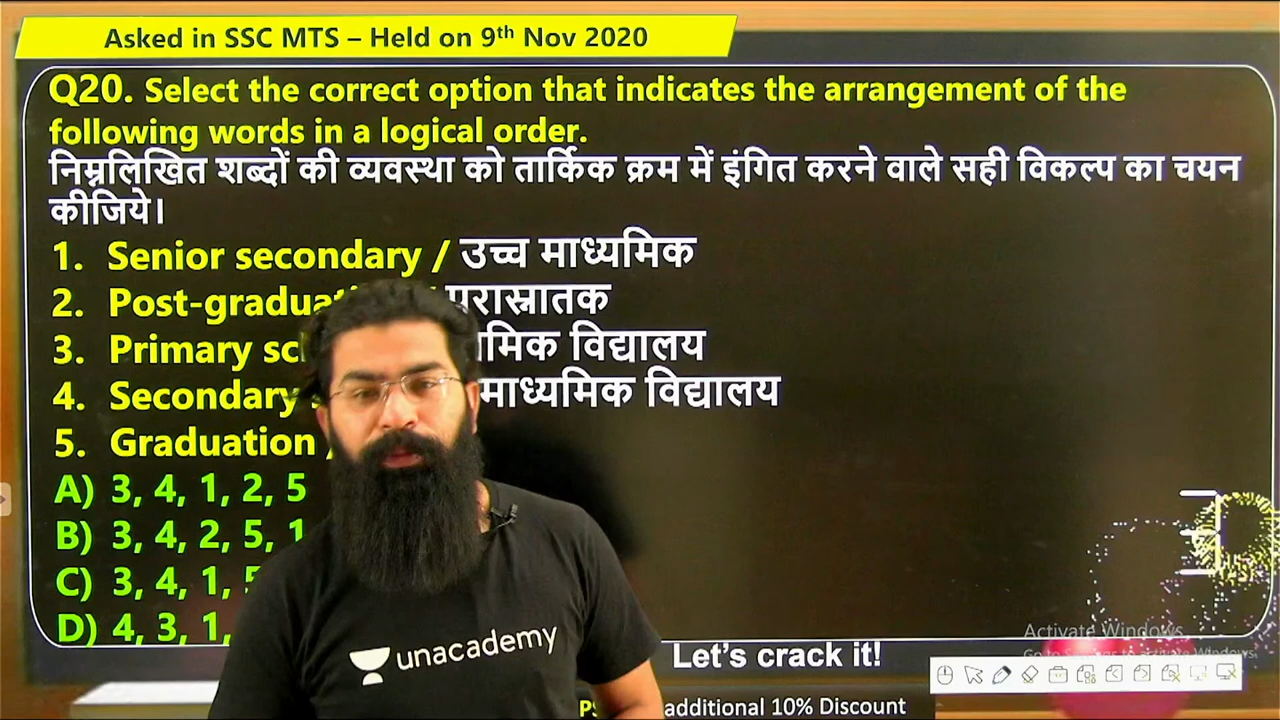 Asked in SSC MTS – Held on 9th Nov 2020
Q20. Select the correct option that indicates the arrangement of the
following words in a logical order.
निम्नलिखित शब्दों की व्यवस्था को तार्किक क्रम में इंगित करने वाले सही विकल्प का चयन
कीजिये।
1. Senior secondary / उच्च माध्यमिक
2. परास्नातक
3. Primary विद्यालय
4. Secondary माध्यमिक विद्यालय
5. Graduation
A) 3, 4, 1, 2, 5
B) 3, 4, 2, 5, 1
C) 3, 4, 1,
D) 4, 3, 1,
unacademy
Let's crack it!
Activate Windows
additional 10% Discount